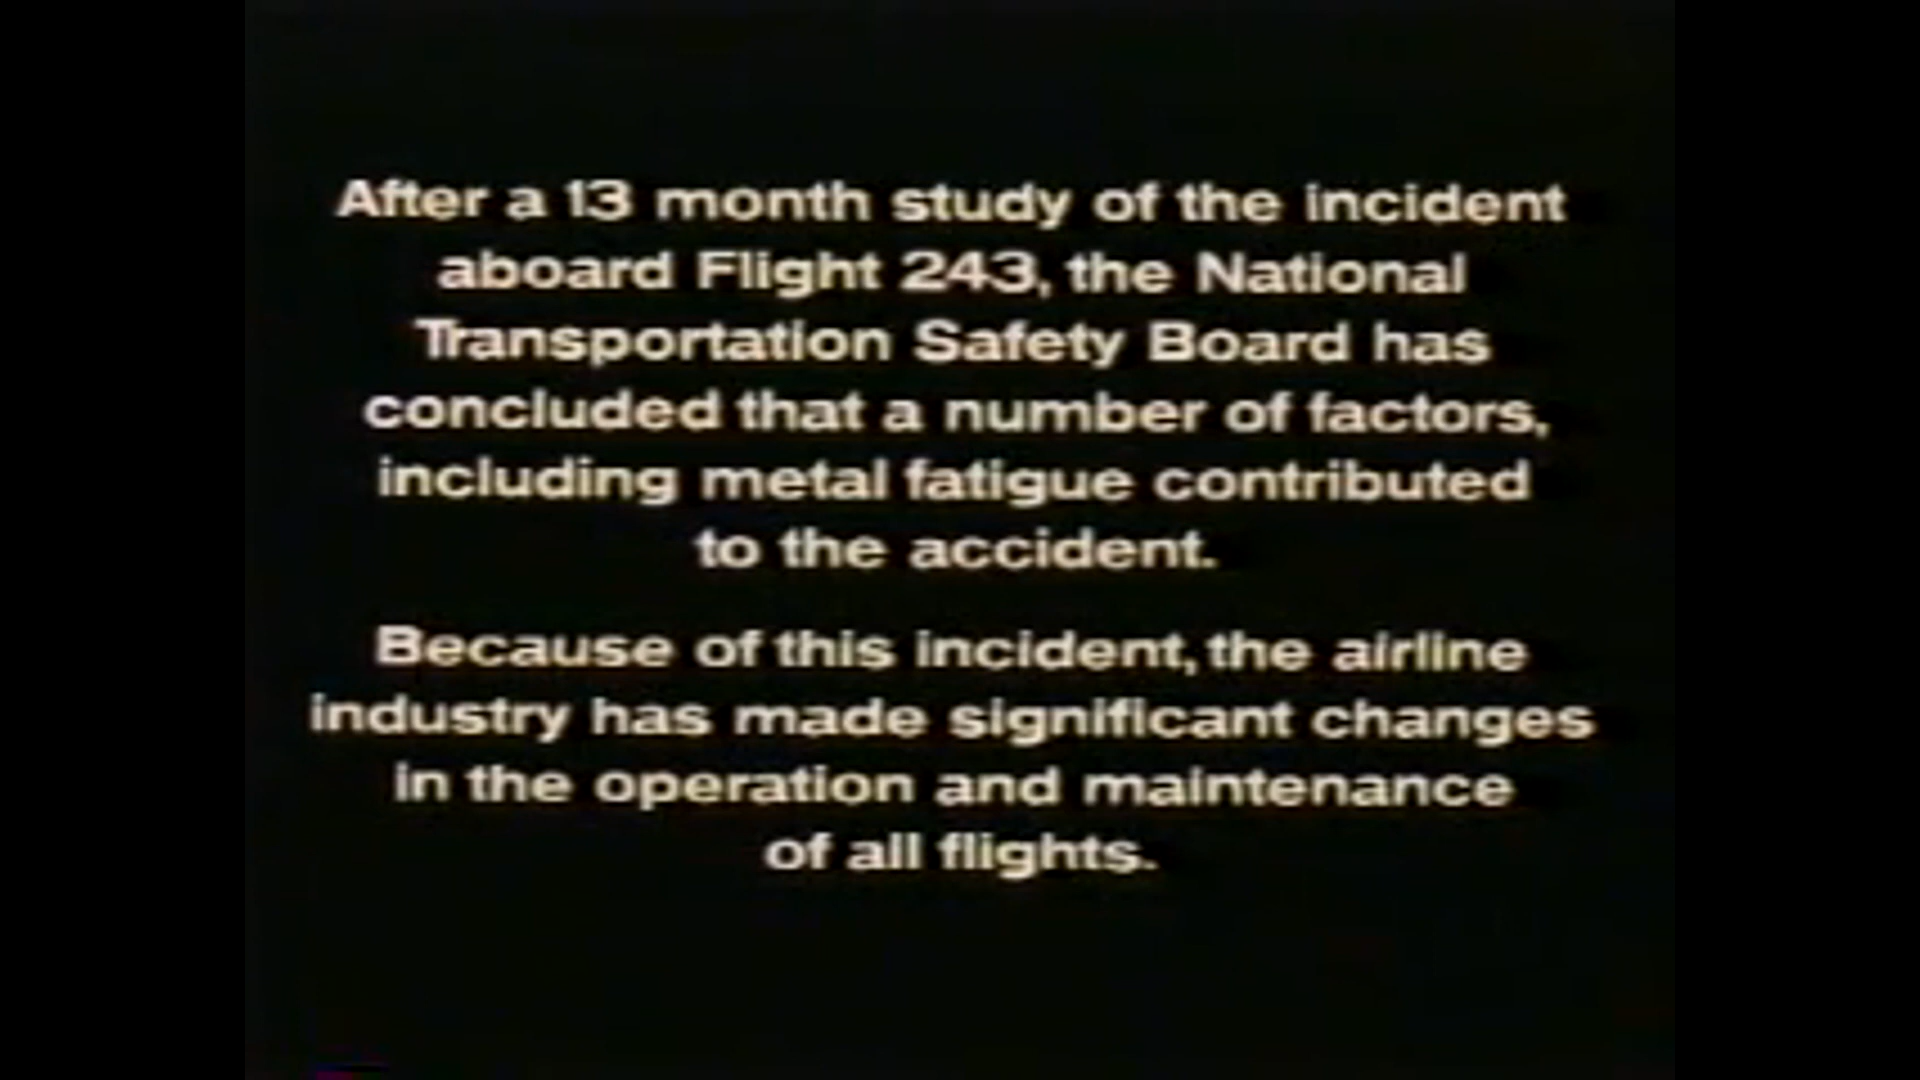 After a 13 month study of the incident
aboard Flight 243, the National
Transportation Safety Board has
concluded that a number of factors,
including metal fatigue contributed
to the accident.
Because of this incident, the airline
industry has made significant changes
in the operation and maintenance
of all flights.